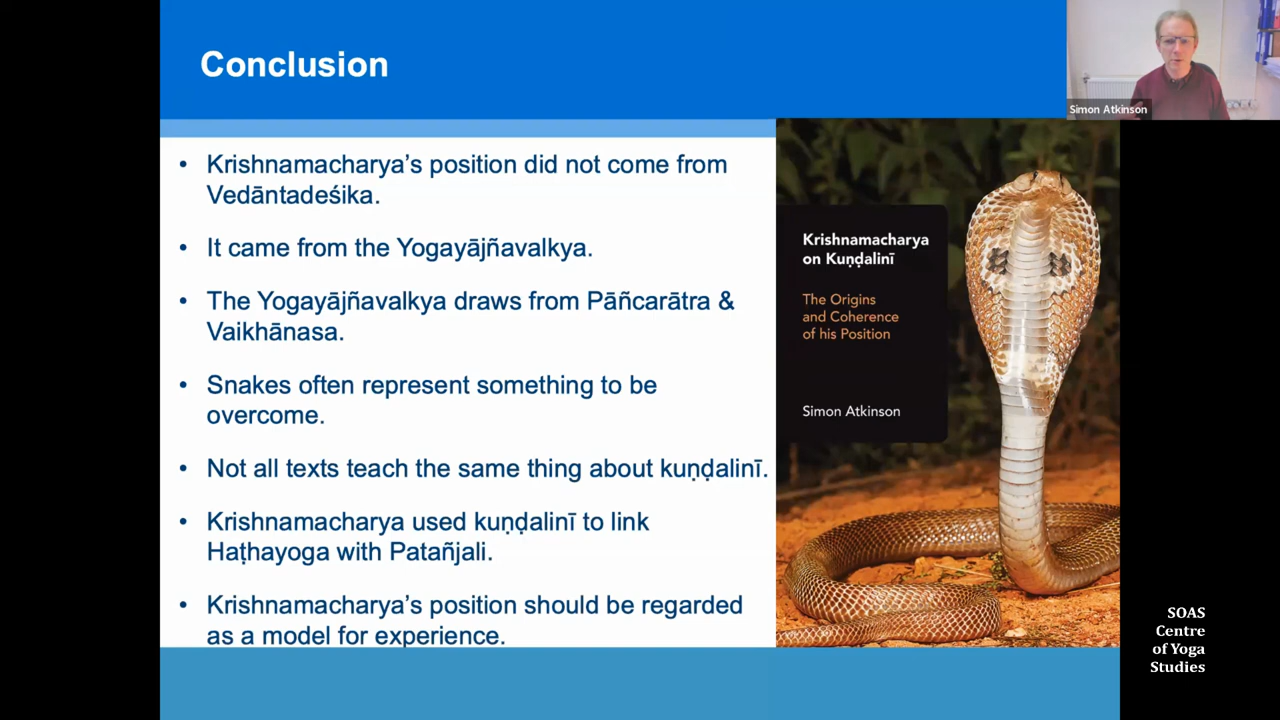 Conclusion
Simon Atkinson
• Krishnamacharya’s position did not come from
Vedāntadeśika.
• It came from the Yogayājñavalkya.
• The Yogayājñavalkya draws from Pāñcarātra &
Vaikhānasa.
• Snakes often represent something to be
overcome.
• Not all texts teach the same thing about kuṇḍalinī.
• Krishnamacharya used kuṇḍalinī to link
Haṭhayoga with Patañjali.
• Krishnamacharya’s position should be regarded
as a model for experience.
Krishnamacharya
on Kuṇḍalinī
The Origins
and Coherence
of his Position
Simon Atkinson
SOAS
Centre
of Yoga
Studies